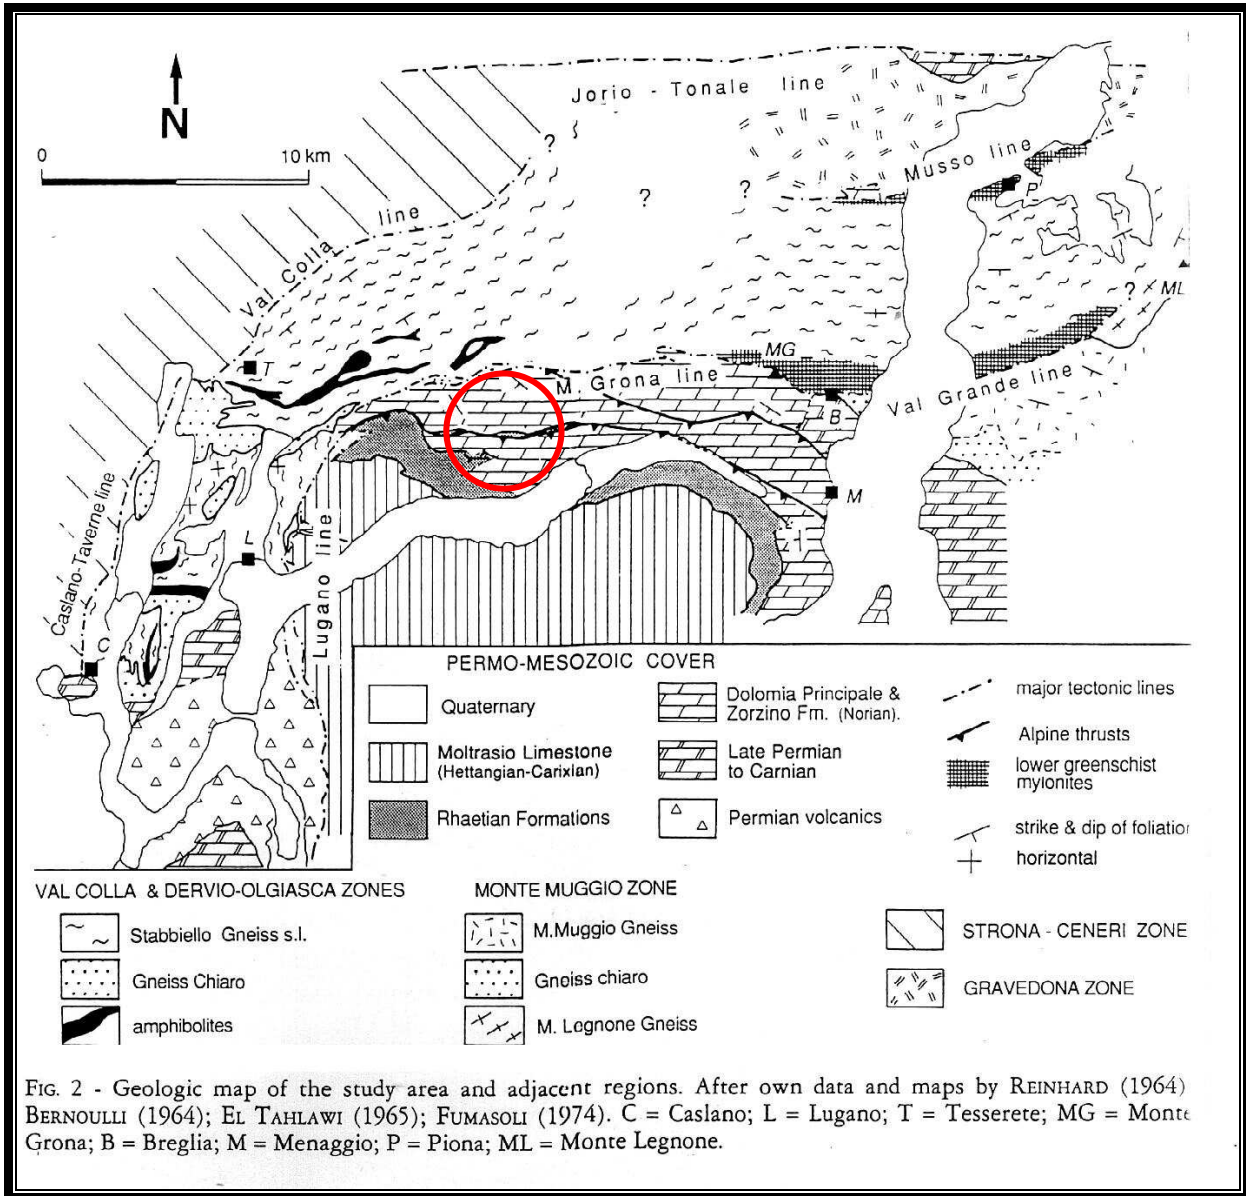 Jorio - Tonale line
N
0 10 km
?
?
?
Musso line
P
Val Colla line
? ML
T
MG
M. Grona line
Val Grande line
B
M
L
Lugano line
Caslano-Taverne line
C
PERMO-MESOZOIC COVER
Quaternary
Moltrasio Limestone
(Hettangian-Carixian)
Rhaetian Formations
Dolomia Principale &
Zorzino Fm. (Norian).
Late Permian
to Carnian
Permian volcanics
major tectonic lines
Alpine thrusts
lower greenschist
mylonites
strike & dip of foliation
horizontal
VAL COLLA & DERVIO-OLGIASCA ZONES
Stabbiello Gneiss s.l.
Gneiss Chiaro
amphibolites
MONTE MUGGIO ZONE
M.Muggio Gneiss
Gneiss chiaro
M. Legnone Gneiss
STRONA - CENERI ZONE
GRAVEDONA ZONE
FIG. 2 - Geologic map of the study area and adjacent regions. After own data and maps by REINHARD (1964)
BERNOULLI (1964); EL TAHLAWI (1965); FUMASOLI (1974). C = Caslano; L = Lugano; T = Tesserete; MG = Monte
Grona; B = Breglia; M = Menaggio; P = Piona; ML = Monte Legnone.